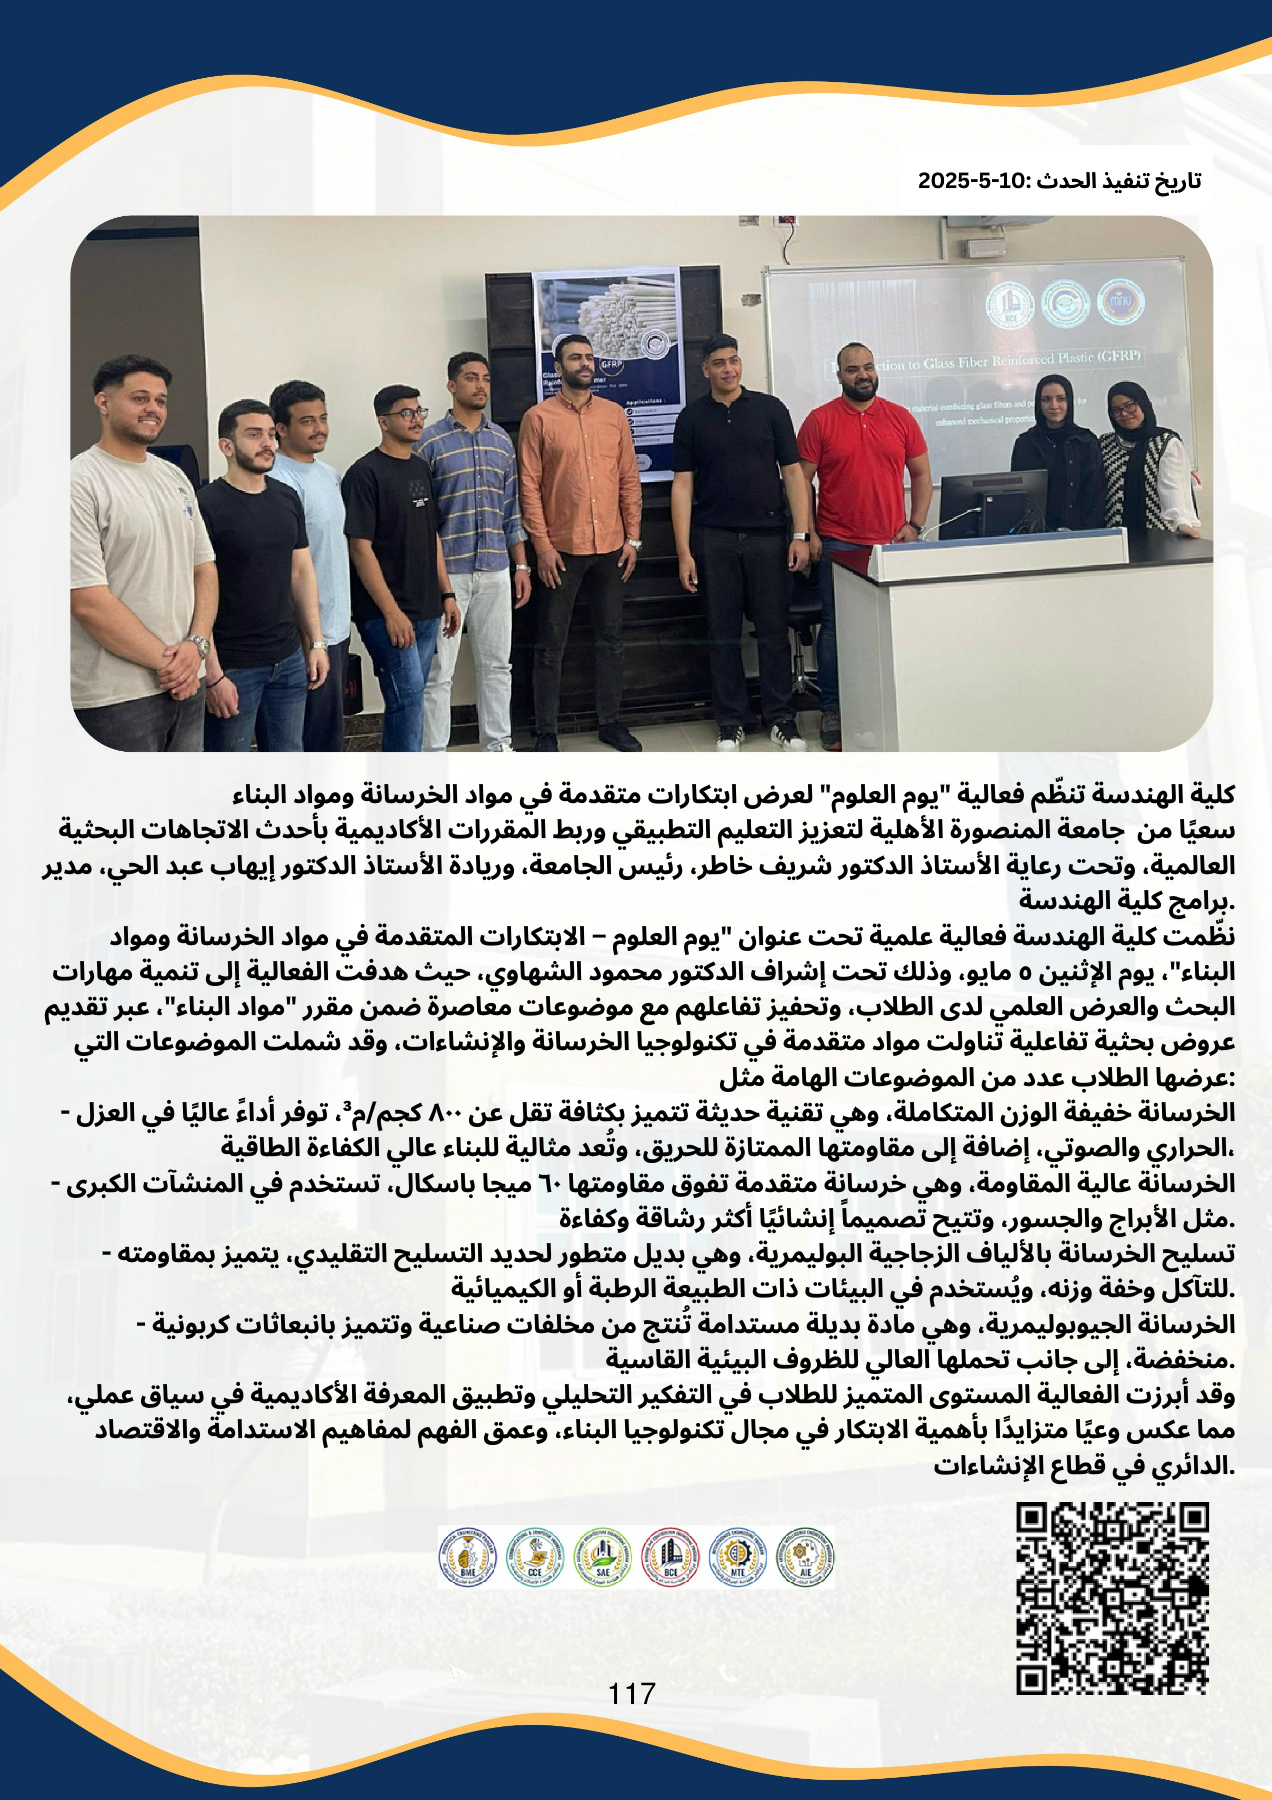 تاريخ تنفيذ الحدث :10-5-2025
BCE
MNU
GFRP
Applications :
ction to Glass Fiber Reinforced Plastic (GFRP)
material combining glass fibers and po for
enhanced mechanical properties
كلية الهندسة تنظّم فعالية "يوم العلوم" لعرض ابتكارات متقدمة في مواد الخرسانة ومواد البناء
سعيًا من جامعة المنصورة الأهلية لتعزيز التعليم التطبيقي وربط المقررات الأكاديمية بأحدث الاتجاهات البحثية
العالمية، وتحت رعاية الأستاذ الدكتور شريف خاطر، رئيس الجامعة، وريادة الأستاذ الدكتور إيهاب عبد الحي، مدير
برامج كلية الهندسة.
نظّمت كلية الهندسة فعالية علمية تحت عنوان "يوم العلوم – الابتكارات المتقدمة في مواد الخرسانة ومواد
البناء"، يوم الإثنين ٥ مايو، وذلك تحت إشراف الدكتور محمود الشهاوي، حيث هدفت الفعالية إلى تنمية مهارات
البحث والعرض العلمي لدى الطلاب، وتحفيز تفاعلهم مع موضوعات معاصرة ضمن مقرر "مواد البناء"، عبر تقديم
عروض بحثية تفاعلية تناولت مواد متقدمة في تكنولوجيا الخرسانة والإنشاءات، وقد شملت الموضوعات التي
عرضها الطلاب عدد من الموضوعات الهامة مثل:
الخرسانة خفيفة الوزن المتكاملة، وهي تقنية حديثة تتميز بكثافة تقل عن ٨٠٠ كجم/م³، توفر أداءً عاليًا في العزل -
الحراري والصوتي، إضافة إلى مقاومتها الممتازة للحريق، وتُعد مثالية للبناء عالي الكفاءة الطاقية،
الخرسانة عالية المقاومة، وهي خرسانة متقدمة تفوق مقاومتها ٦٠ ميجا باسكال، تستخدم في المنشآت الكبرى -
مثل الأبراج والجسور، وتتيح تصميماً إنشائيًا أكثر رشاقة وكفاءة.
تسليح الخرسانة بالألياف الزجاجية البوليمرية، وهي بديل متطور لحديد التسليح التقليدي، يتميز بمقاومته -
للتآكل وخفة وزنه، ويُستخدم في البيئات ذات الطبيعة الرطبة أو الكيميائية.
الخرسانة الجيوبوليمرية، وهي مادة بديلة مستدامة تُنتج من مخلفات صناعية وتتميز بانبعاثات كربونية -
منخفضة، إلى جانب تحملها العالي للظروف البيئية القاسية.
وقد أبرزت الفعالية المستوى المتميز للطلاب في التفكير التحليلي وتطبيق المعرفة الأكاديمية في سياق عملي،
مما عكس وعيًا متزايدًا بأهمية الابتكار في مجال تكنولوجيا البناء، وعمق الفهم لمفاهيم الاستدامة والاقتصاد
الدائري في قطاع الإنشاءات.
BME CCE SAE BCE MTE AIE
117